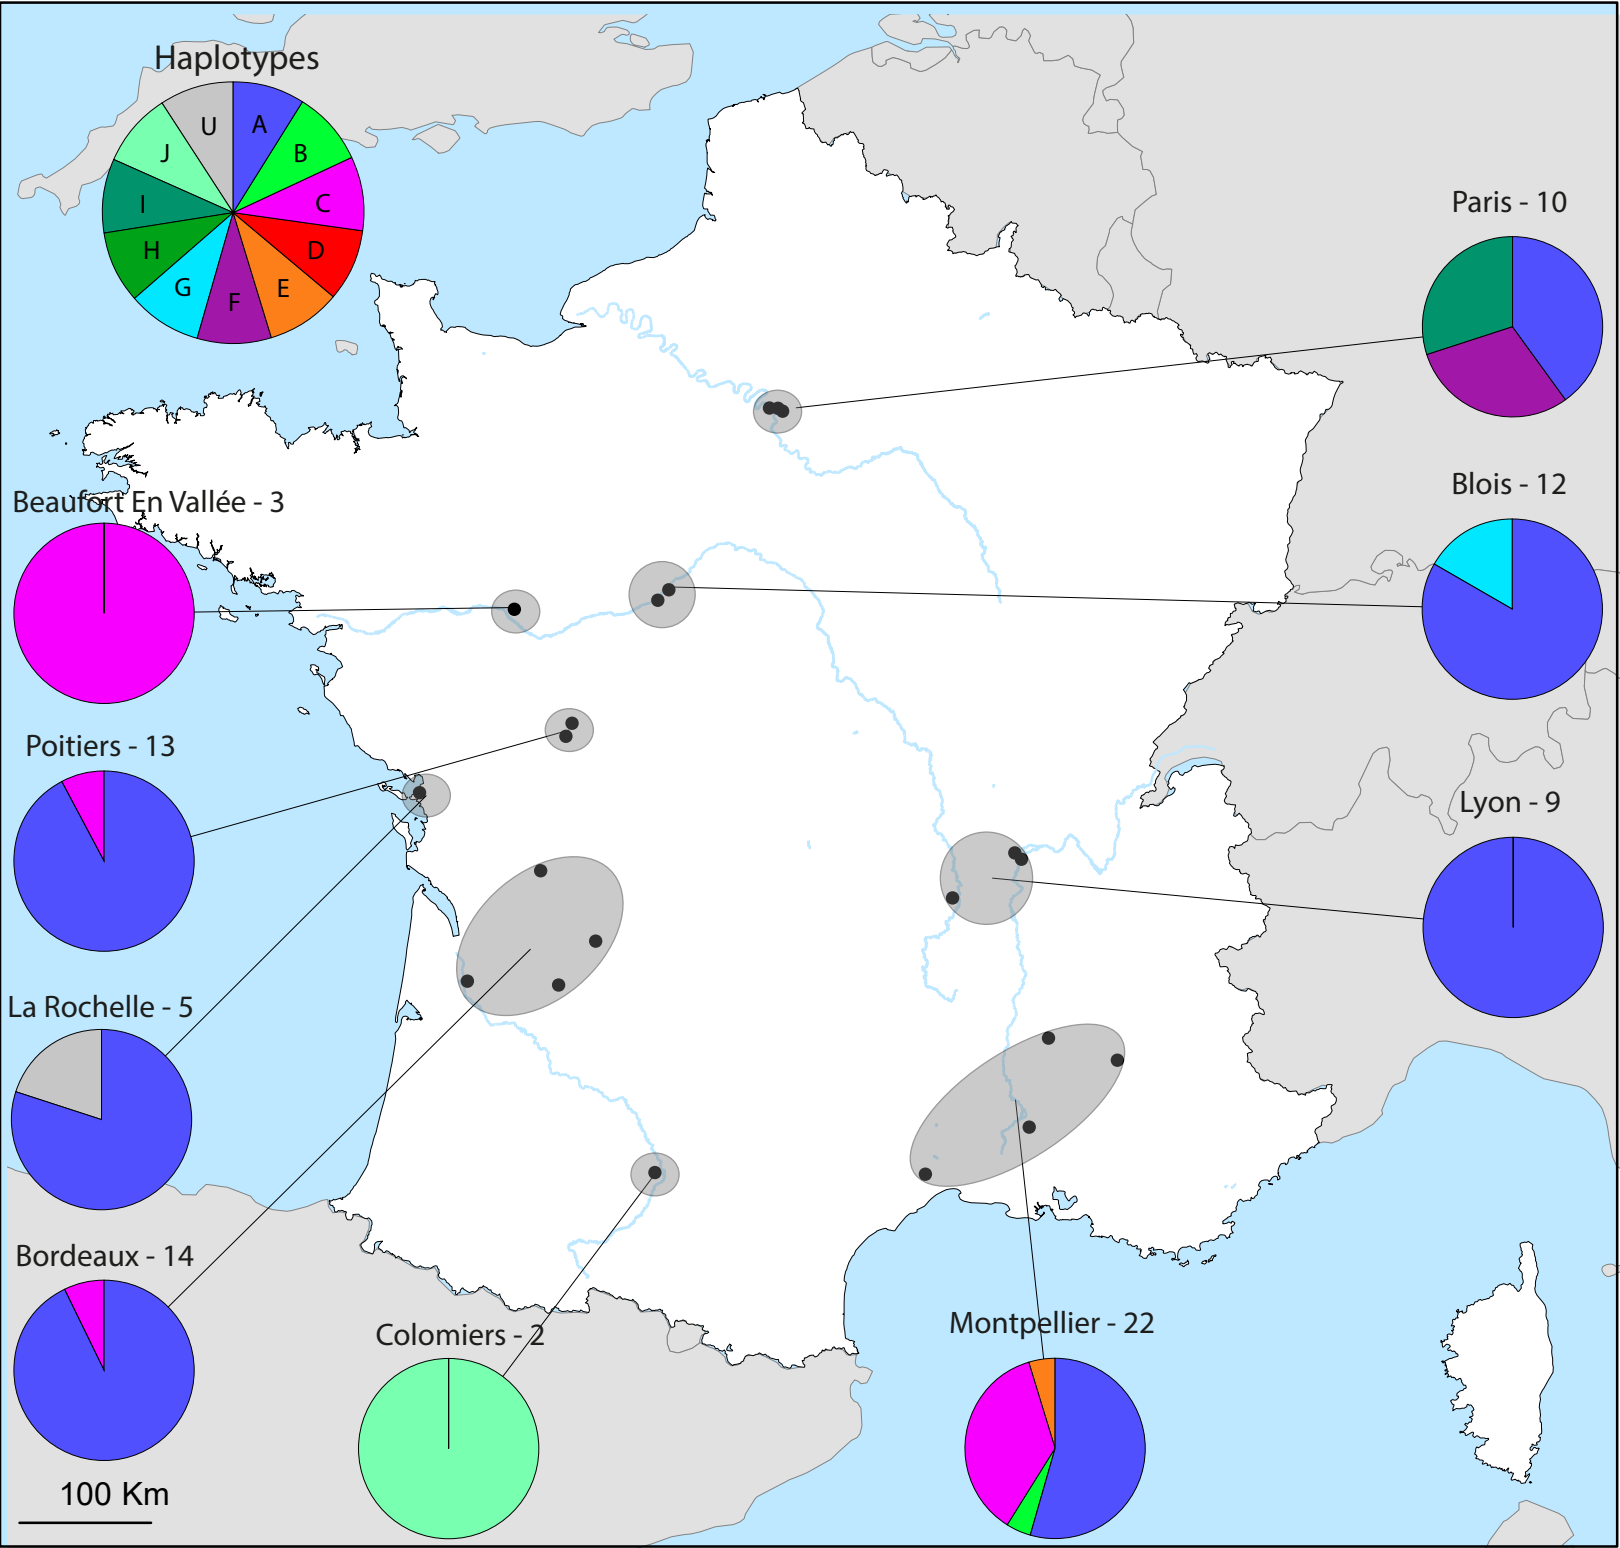 Haplotypes
U
A
J
B
I
C
H
D
G
F
E
Paris - 10
Beaufort En Vallée - 3
Blois - 12
Poitiers - 13
Lyon - 9
La Rochelle - 5
Bordeaux - 14
Colomiers - 2
Montpellier - 22
100 Km